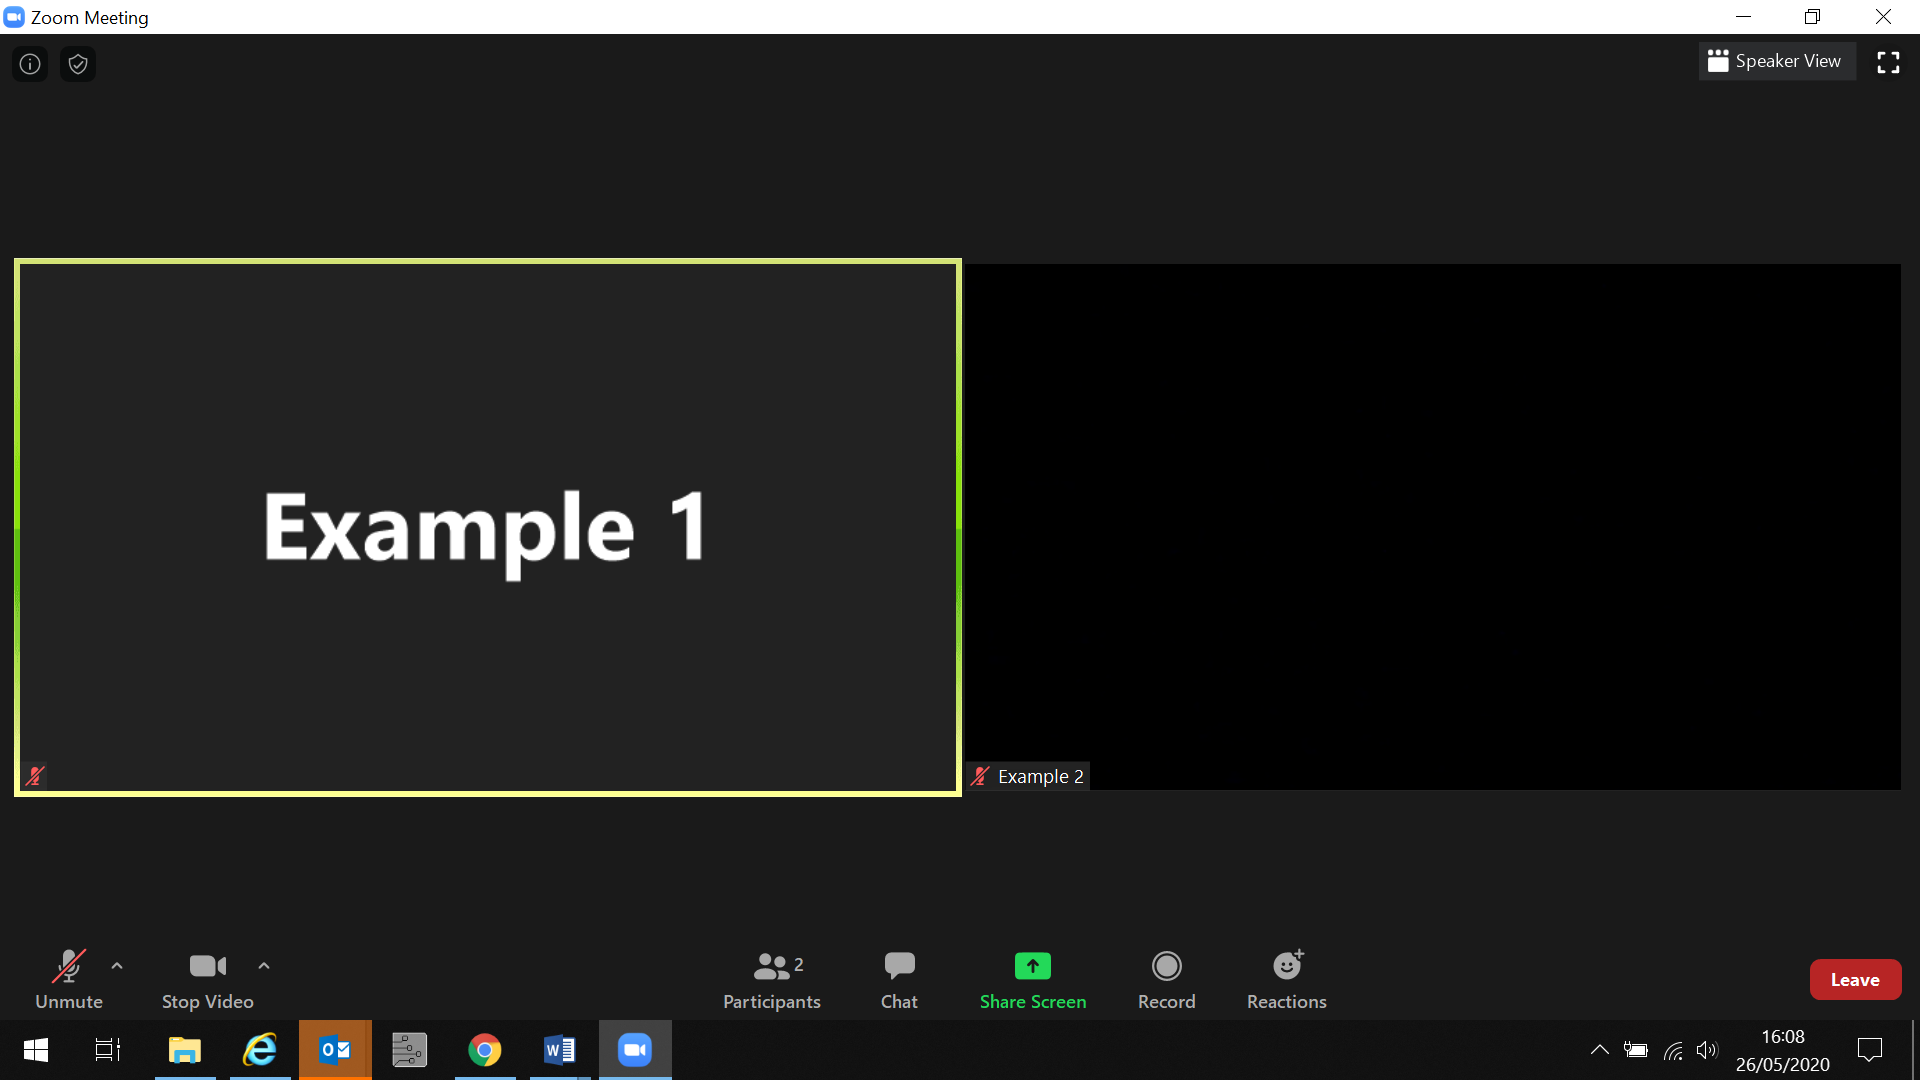 Zoom Meeting
Speaker View
Example 1
Example 2
Unmute
Stop Video
2
Participants
Chat
Share Screen
Record
Reactions
Leave
16:08
26/05/2020